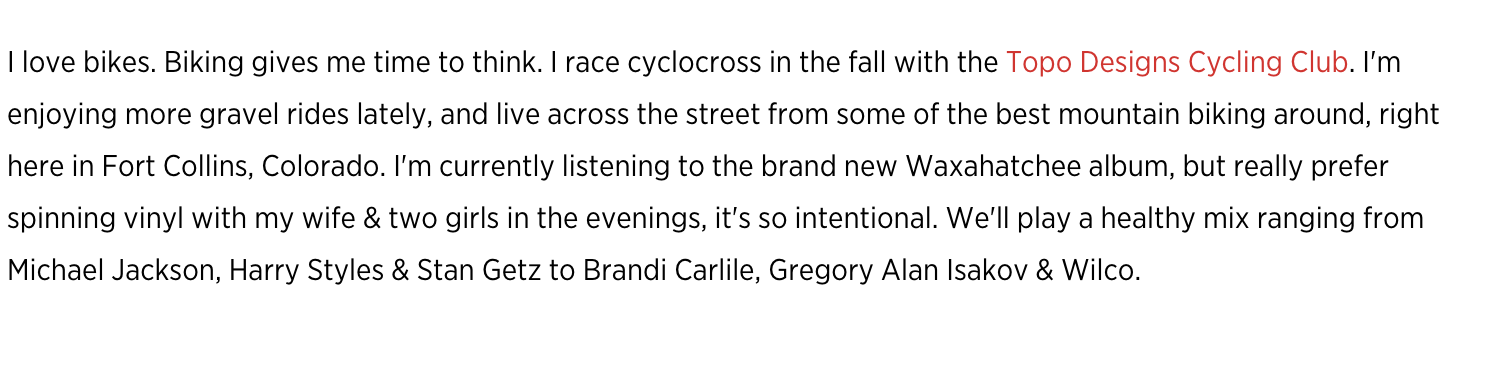 I love bikes. Biking gives me time to think. I race cyclocross in the fall with the Topo Designs Cycling Club. I'm
enjoying more gravel rides lately, and live across the street from some of the best mountain biking around, right
here in Fort Collins, Colorado. I'm currently listening to the brand new Waxahatchee album, but really prefer
spinning vinyl with my wife & two girls in the evenings, it's so intentional. We'll play a healthy mix ranging from
Michael Jackson, Harry Styles & Stan Getz to Brandi Carlile, Gregory Alan Isakov & Wilco.